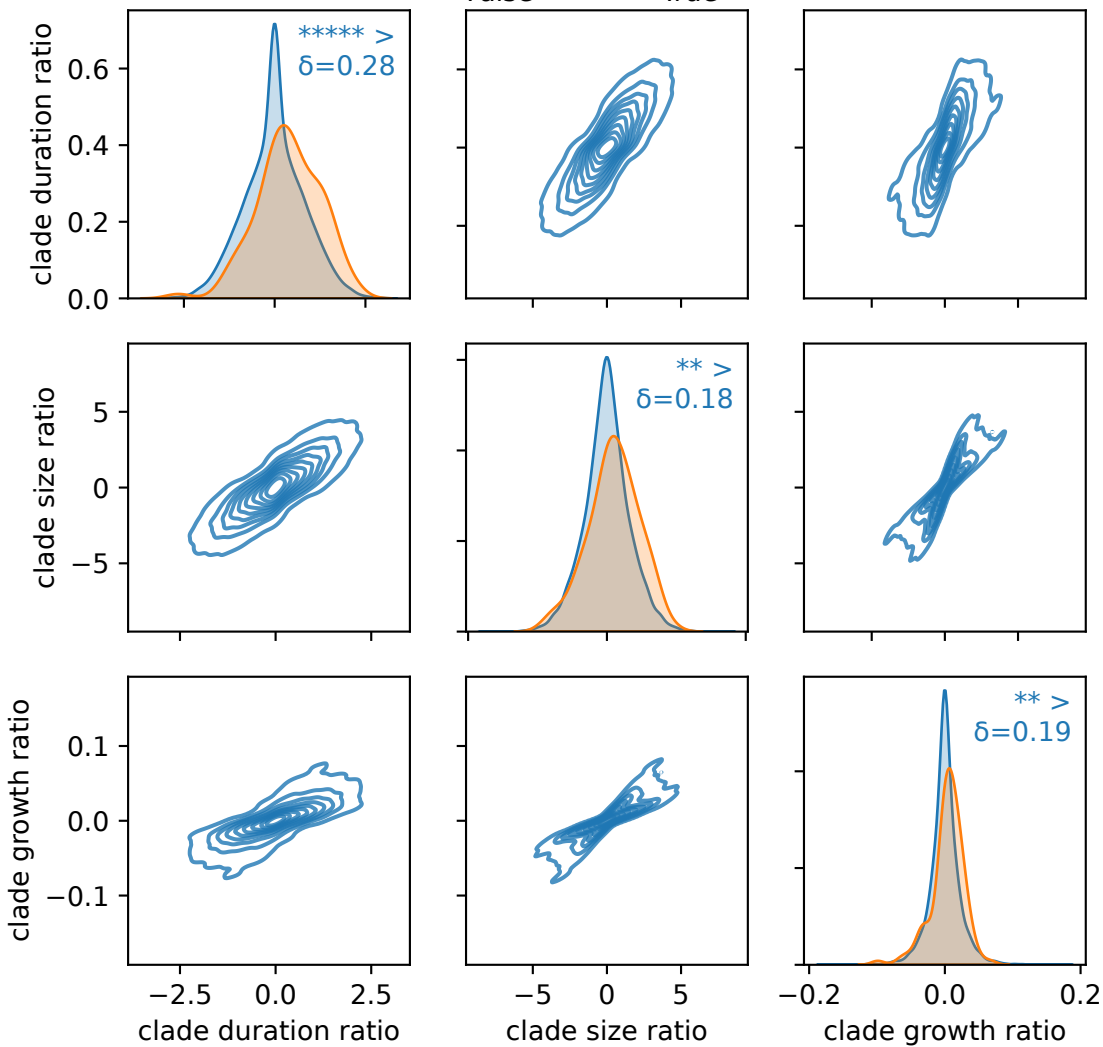 clade duration ratio
0.6
0.4
0.2
0.0
***** >
δ=0.28
clade size ratio
5
0
−5
** >
δ=0.18
clade growth ratio
0.1
0.0
−0.1
** >
δ=0.19
−2.5 0.0 2.5
−5 0 5
−0.2 0.0 0.2
clade duration ratio
clade size ratio
clade growth ratio